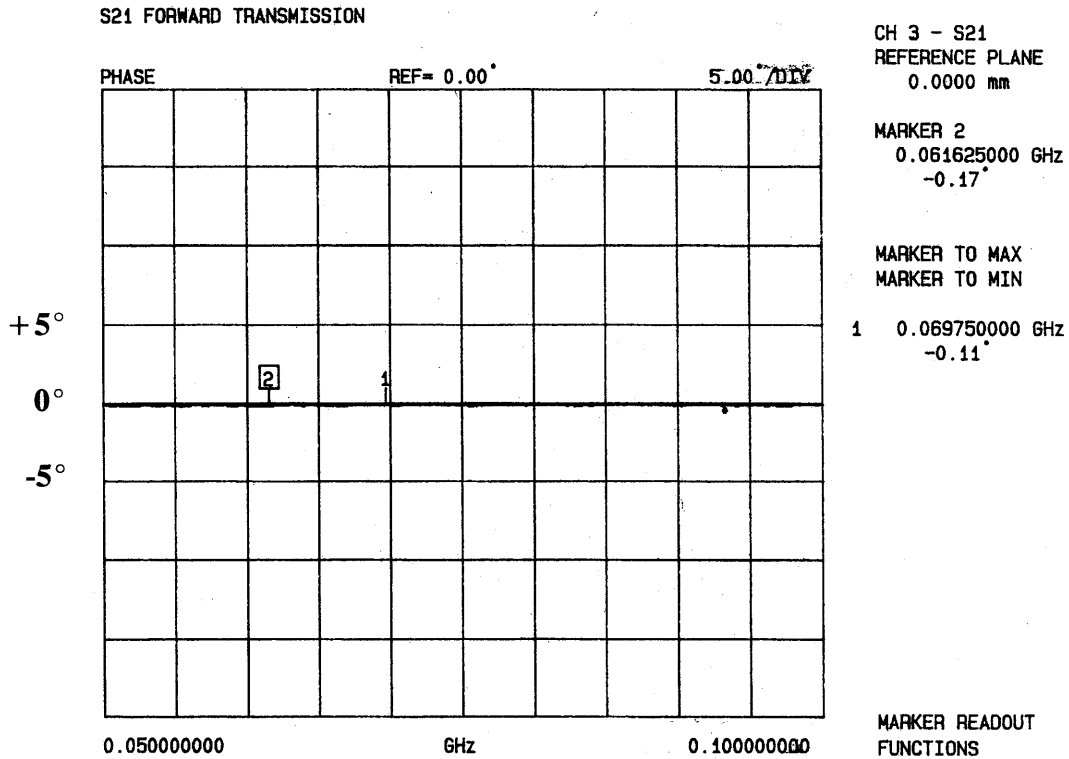 S21 FORWARD TRANSMISSION
PHASE REF= 0.00° 5.00°/DIV
CH 3 - S21
REFERENCE PLANE
0.0000 mm
MARKER 2
0.061625000 GHz
-0.17°
MARKER TO MAX
MARKER TO MIN
1 0.069750000 GHz
-0.11°
+5°
0°
-5°
2 1
0.050000000 GHz 0.100000000
MARKER READOUT
FUNCTIONS